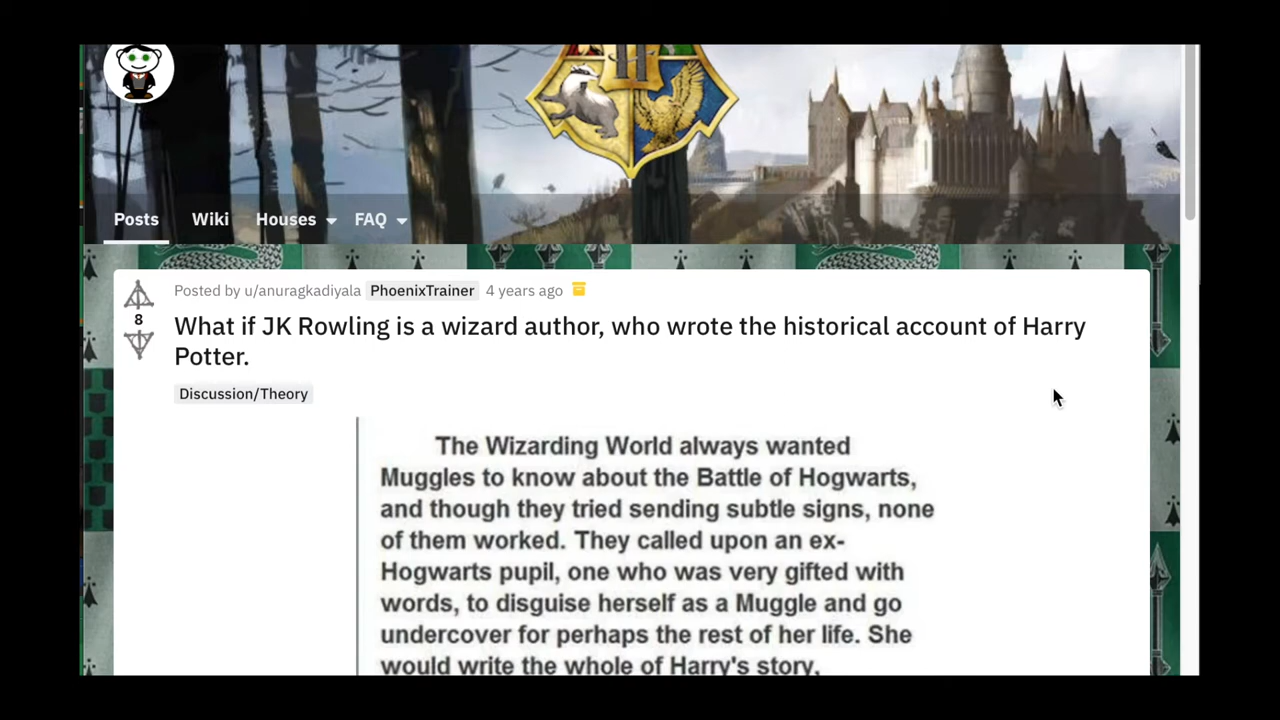 Posts Wiki Houses FAQ
Posted by u/anuragkadiyala PhoenixTrainer 4 years ago
8
What if JK Rowling is a wizard author, who wrote the historical account of Harry
Potter.
Discussion/Theory
The Wizarding World always wanted
Muggles to know about the Battle of Hogwarts,
and though they tried sending subtle signs, none
of them worked. They called upon an ex-
Hogwarts pupil, one who was very gifted with
words, to disguise herself as a Muggle and go
undercover for perhaps the rest of her life. She
would write the whole of Harry's story,